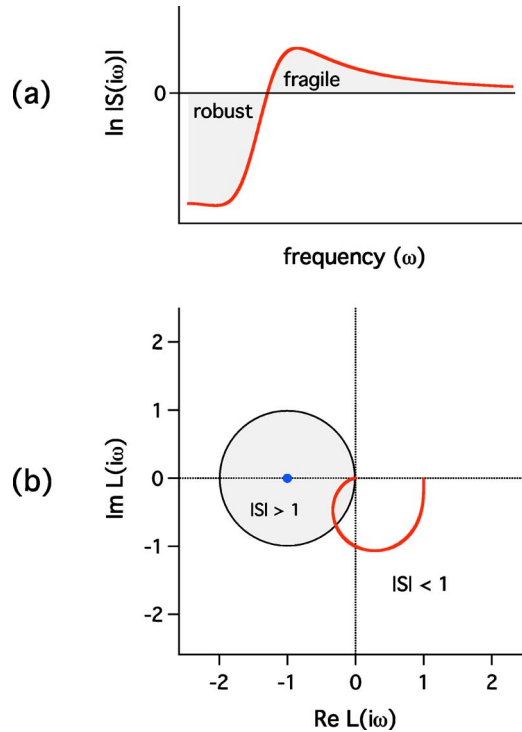 (a)
ln |S(iω)|
0
robust
fragile
frequency (ω)
(b)
Im L(iω)
2
1
0
-1
-2
|S| > 1
|S| < 1
-2 -1 0 1 2
Re L(iω)